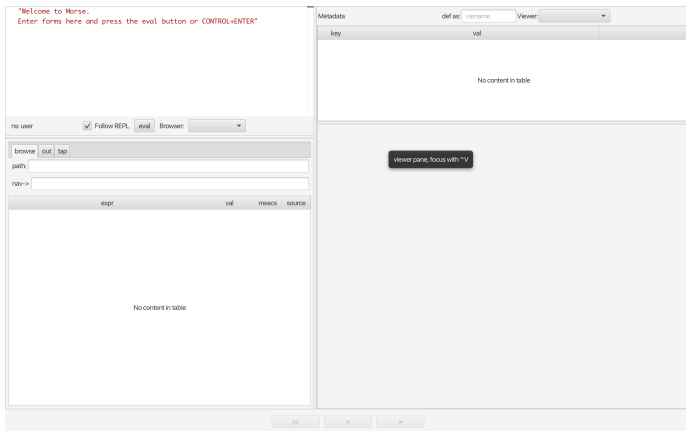 "Welcome to Morse.
Enter forms here and press the eval button or CONTROL+ENTER"
ns: user
Follow REPL
eval
Browser:
browse out tap
path:
nav->
expr val msecs source
No content in table
Metadata def as: varname Viewer:
key val
No content in table
viewer pane, focus with ^V
|< < >